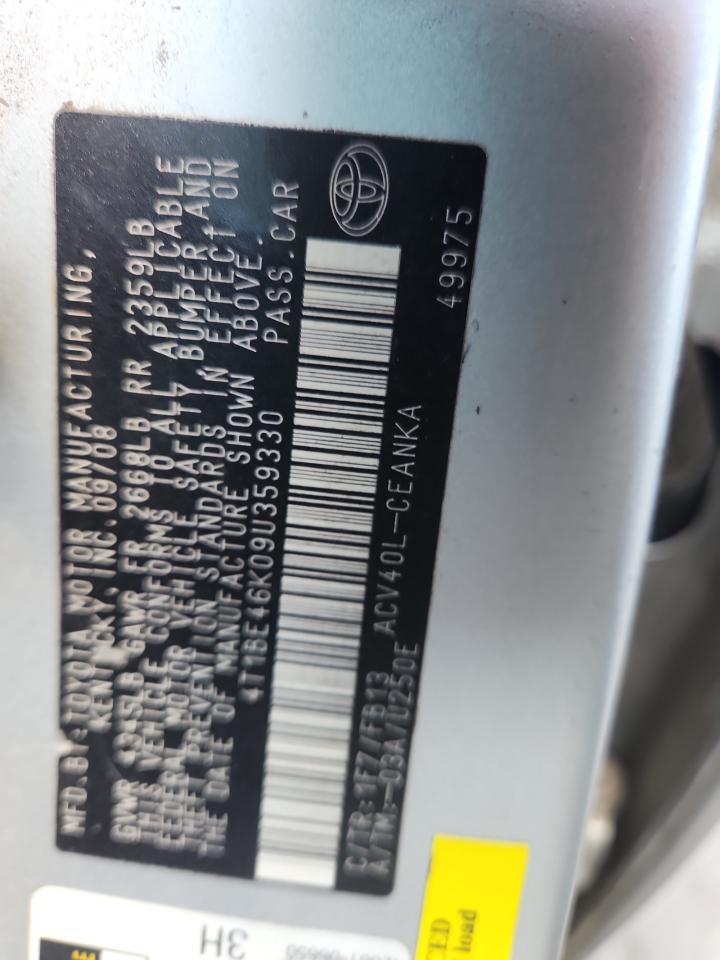 MFD.BY:TOYOTA MOTOR MANUFACTURING,
KENTUCKY, INC.09/08
GVWR 4345LB GAWR FR 2668LB RR 2359LB
THIS VEHICLE CONFORMS TO ALL APPLICABLE
FEDERAL MOTOR VEHICLE SAFETY, BUMPER, AND
THEFT PREVENTION STANDARDS IN EFFECT ON
THE DATE OF MANUFACTURE SHOWN ABOVE.
4T1BE46K09U359330 PASS.CAR
C/TR:1F7/FB13 ACV40L-CEANKA
A/TM:-03A/U250E 49975
load
3H